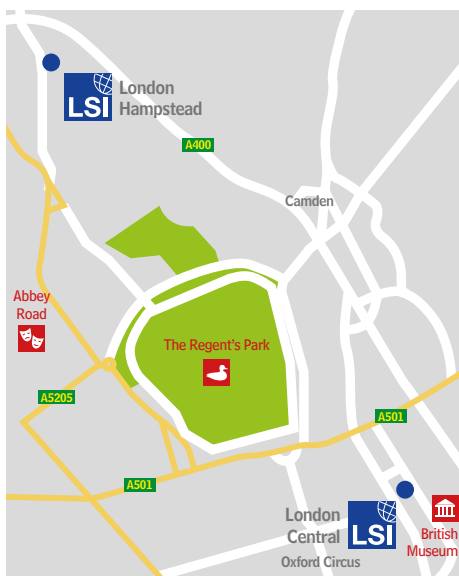 LSI
London
Hampstead
A400
Camden
Abbey
Road
The Regent's Park
A5205
A501
A501
London
Central
LSI
British
Museum
Oxford Circus